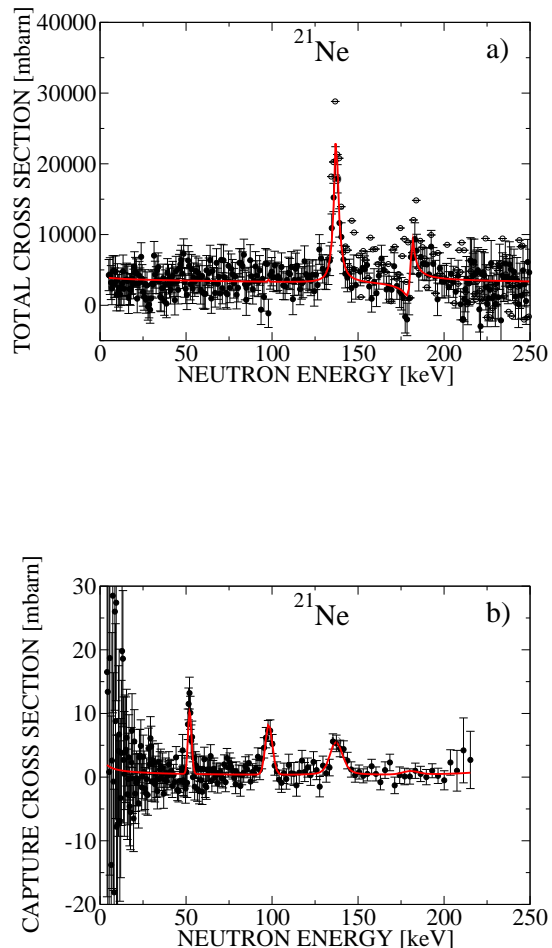 40000
²¹Ne
a)
30000
20000
10000
0
TOTAL CROSS SECTION [mbarn]
0 50 100 150 200 250
NEUTRON ENERGY [keV]
30
²¹Ne
b)
20
10
0
-10
-20
CAPTURE CROSS SECTION [mbarn]
0 50 100 150 200 250
NEUTRON ENERGY [keV]